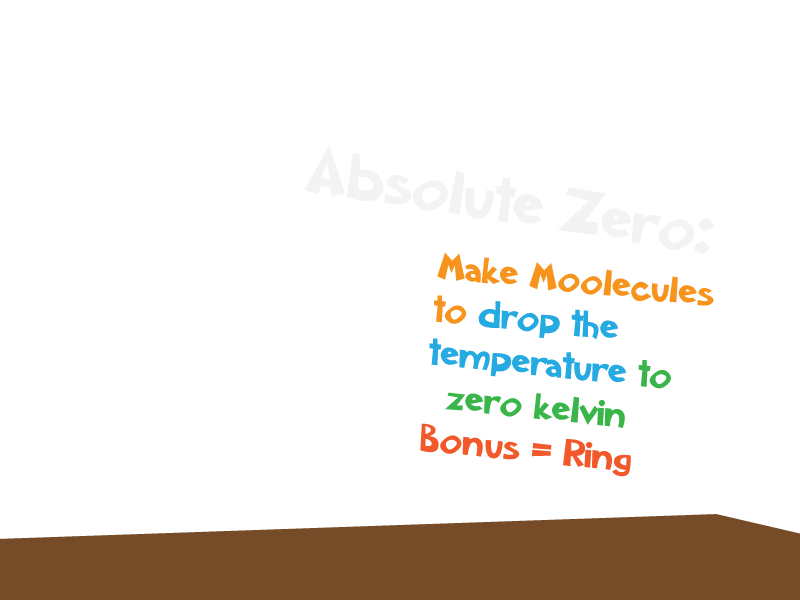 Absolute Zero:
Make Moolecules
to drop the
temperature to
zero kelvin
Bonus = Ring